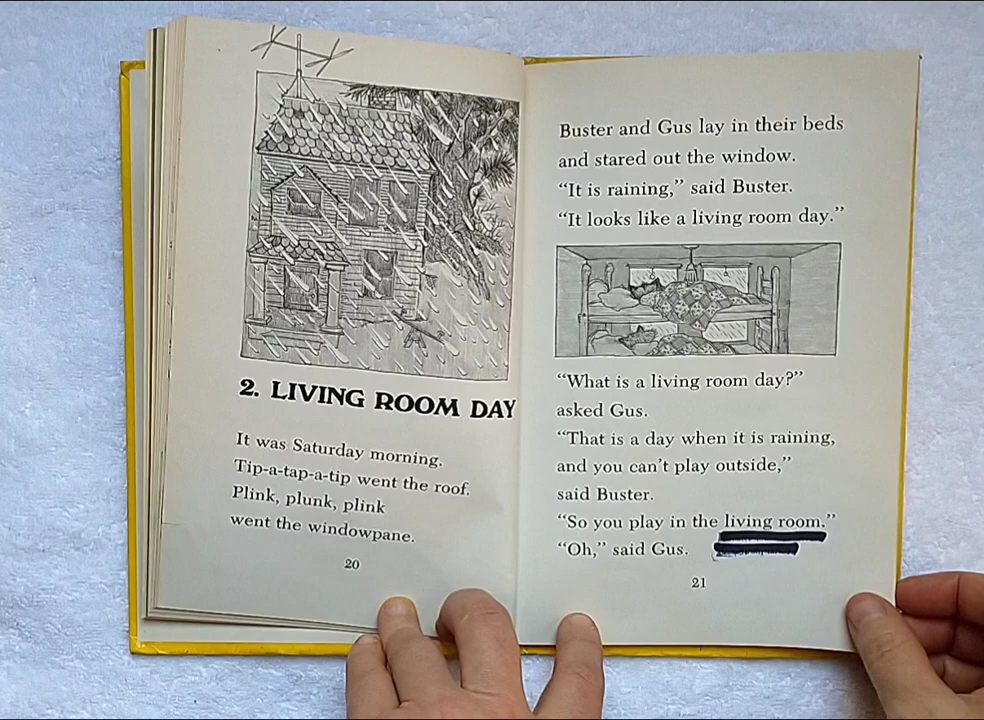 2. LIVING ROOM DAY
It was Saturday morning.
Tip-a-tap-a-tip went the roof.
Plink, plunk, plink
went the windowpane.
20
Buster and Gus lay in their beds
and stared out the window.
“It is raining,” said Buster.
“It looks like a living room day.”
“What is a living room day?”
asked Gus.
“That is a day when it is raining,
and you can’t play outside,”
said Buster.
“So you play in the living room.”
“Oh,” said Gus.
21